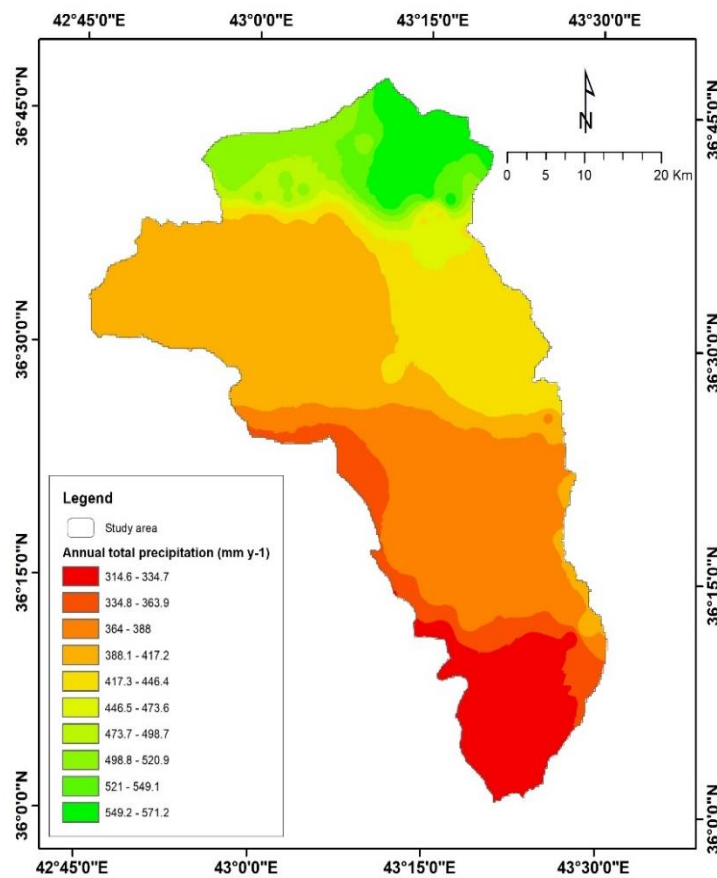 42°45'0"E 43°0'0"E 43°15'0"E 43°30'0"E
36°45'0"N
36°45'0"N
N
0 5 10 20 Km
36°30'0"N
36°30'0"N
Legend
Study area
Annual total precipitation (mm y-1)
314.6 - 334.7
334.8 - 363.9
364 - 388
388.1 - 417.2
417.3 - 446.4
446.5 - 473.6
473.7 - 498.7
498.8 - 520.9
521 - 549.1
549.2 - 571.2
36°15'0"N
36°15'0"N
36°0'0"N
36°0'0"N
42°45'0"E 43°0'0"E 43°15'0"E 43°30'0"E